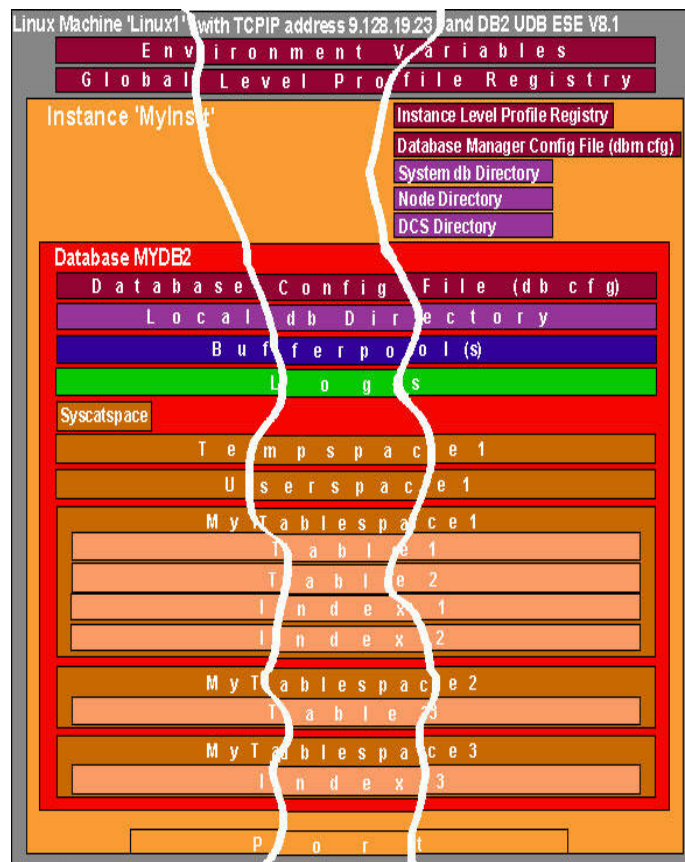 Linux Machine 'Linux1' with TCPIP address 9.128.19.23 and DB2 UDB ESE V8.1
Environment Variables
Global Level Profile Registry
Instance 'MyInst'
Instance Level Profile Registry
Database Manager Config File (dbm cfg)
System db Directory
Node Directory
DCS Directory
Database MYDB2
Database Config File (db cfg)
Local db Directory
Bufferpool(s)
Logs
Syscatspace
Tempspace1
Userspace1
MyTablespace1
Table1
Table2
Index1
Index2
MyTablespace2
Table3
MyTablespace3
Index3
Port